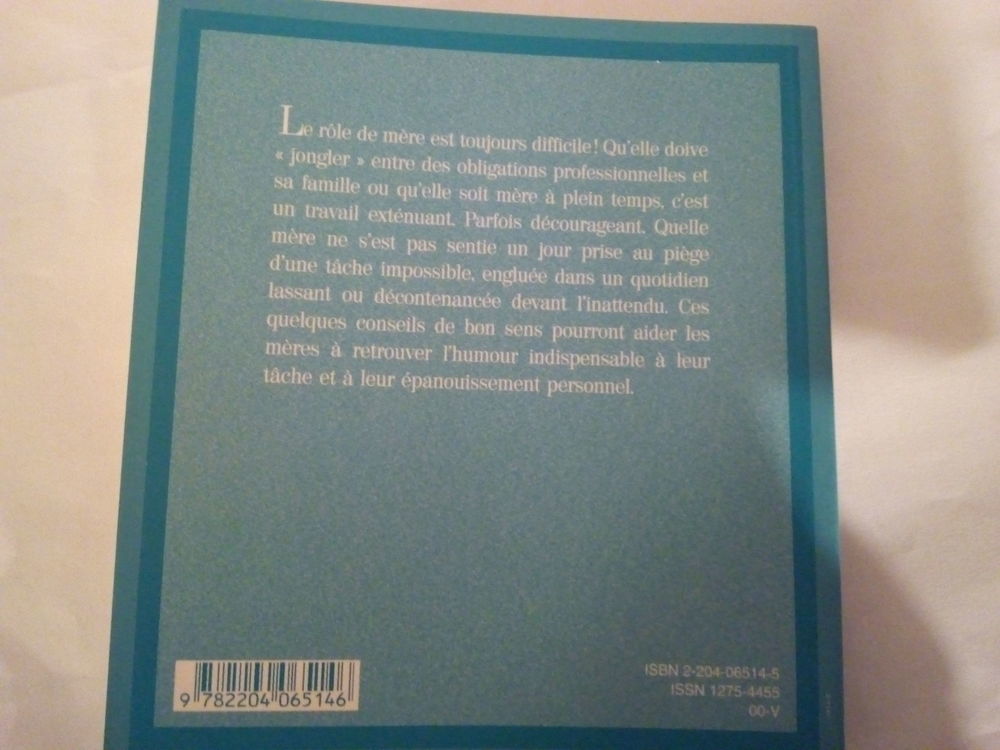 Le rôle de mère est toujours difficile! Qu'elle doive
« jongler » entre des obligations professionnelles et
sa famille ou qu'elle soit mère à plein temps, c'est
un travail exténuant. Parfois décourageant. Quelle
mère ne s'est pas sentie un jour prise au piège
d'une tâche impossible, engluée dans un quotidien
lassant ou décontenancée devant l'inattendu. Ces
quelques conseils de bon sens pourront aider les
mères à retrouver l'humour indispensable à leur
tâche et à leur épanouissement personnel.
9 782204 065146
ISBN 2-204-06514-5
ISSN 1275-4455
00-V